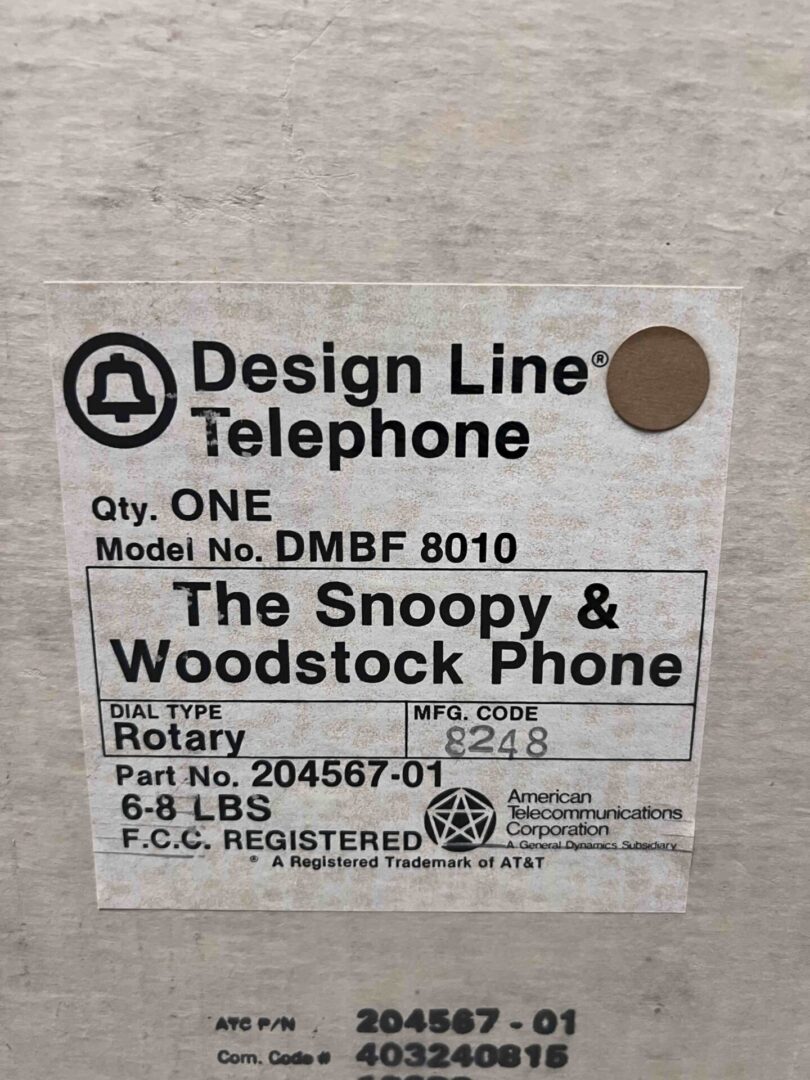 Design Line®
Telephone
Qty. ONE
Model No. DMBF 8010
The Snoopy &
Woodstock Phone
DIAL TYPE
Rotary
MFG. CODE
8248
Part No. 204567-01
6-8 LBS
F.C.C. REGISTERED
American
Telecommunications
Corporation
A General Dynamics Subsidiary
® A Registered Trademark of AT&T
ATC P/N 204567-01
Com. Code # 403240815